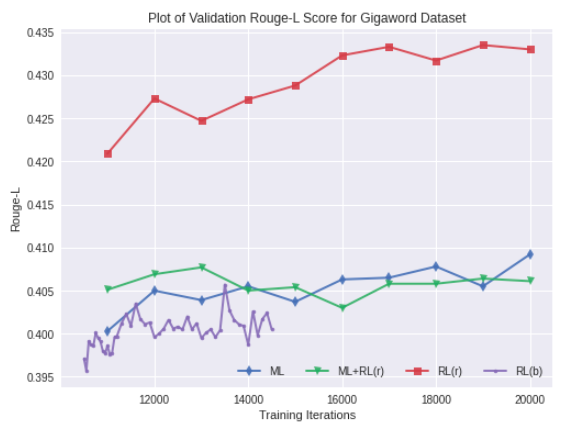 Plot of Validation Rouge-L Score for Gigaword Dataset
0.435
0.430
0.425
0.420
0.415
0.410
0.405
0.400
0.395
Rouge-L
ML ML+RL(r) RL(r) RL(b)
12000 14000 16000 18000 20000
Training Iterations